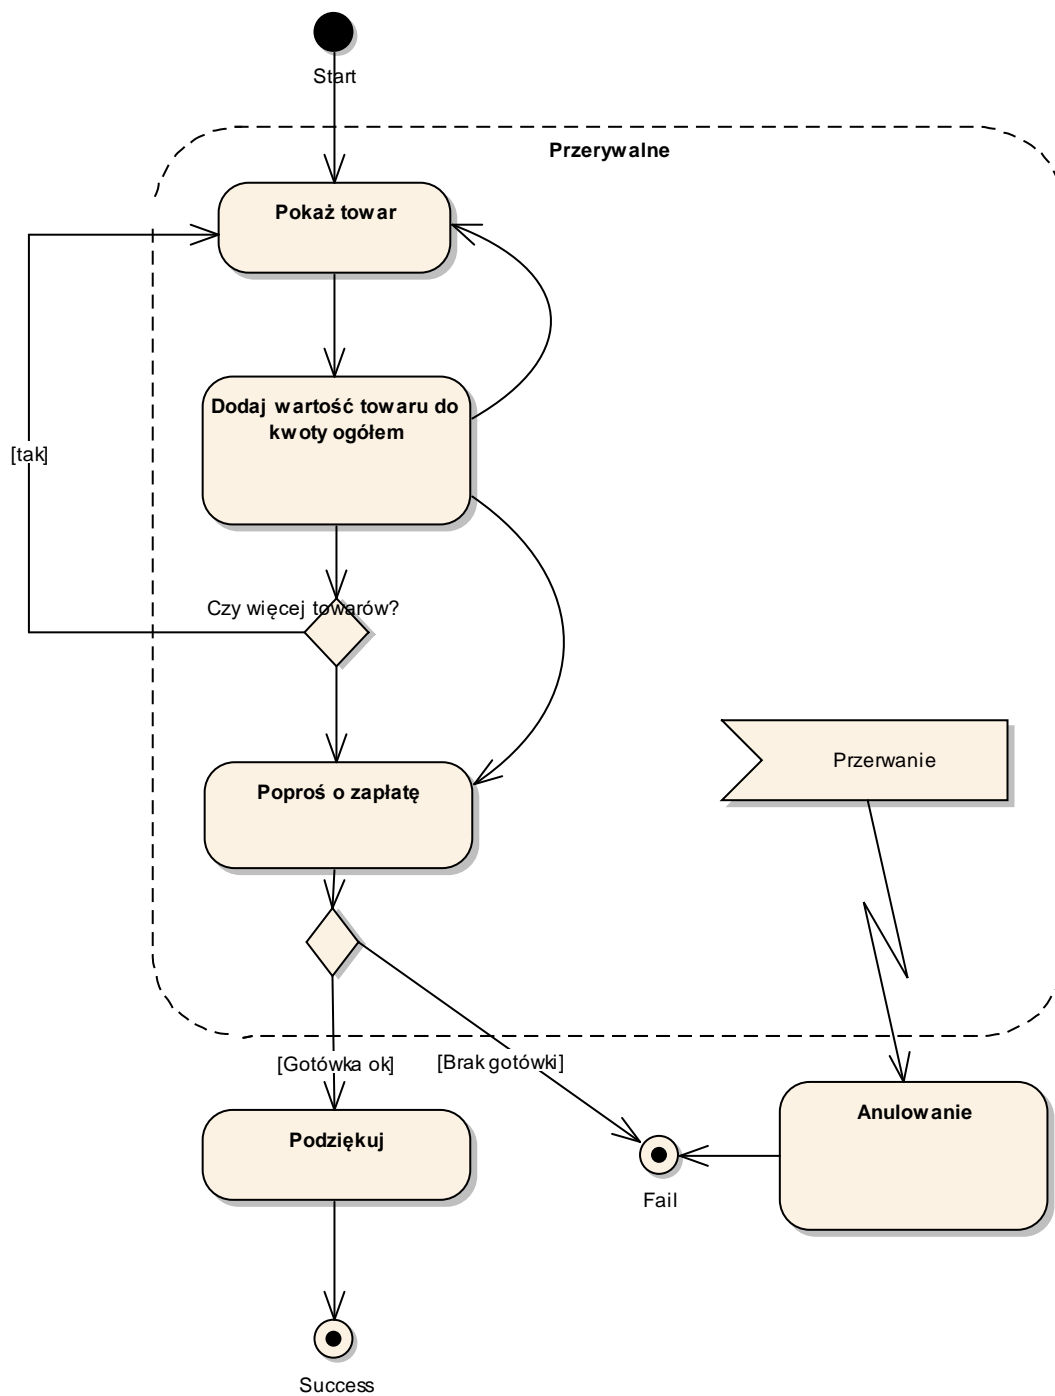 Start
Przerywalne
Pokaż towar
Dodaj wartość towaru do
kwoty ogółem
[tak]
Czy więcej towarów?
Przerwanie
Poproś o zapłatę
[Gotówka ok]
[Brak gotówki]
Anulowanie
Podziękuj
Fail
Success